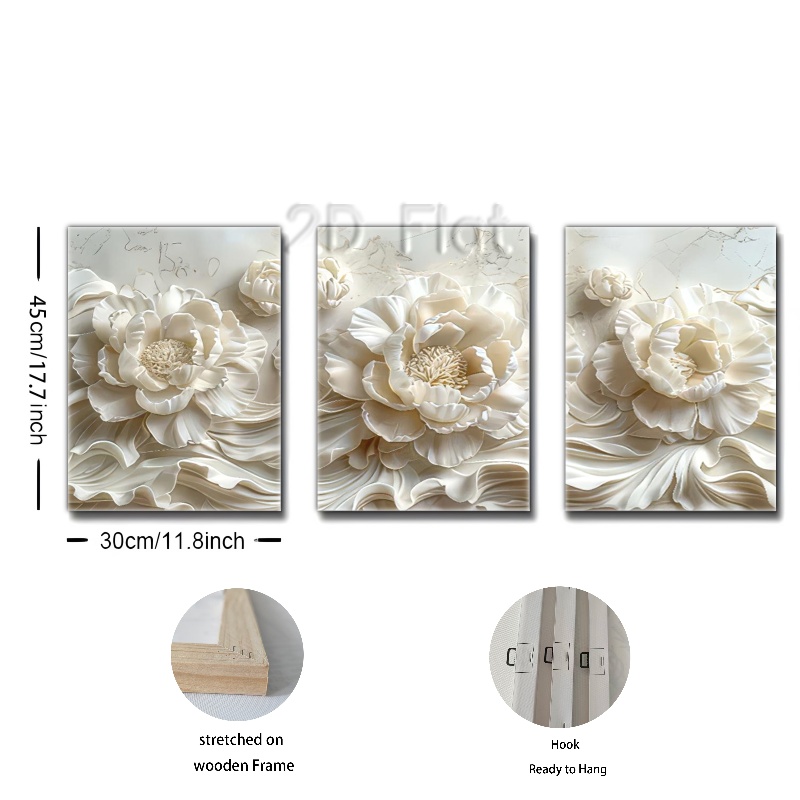 2D Flat
45cm/17.7inch
30cm/11.8inch
stretched on
wooden Frame
Hook
Ready to Hang